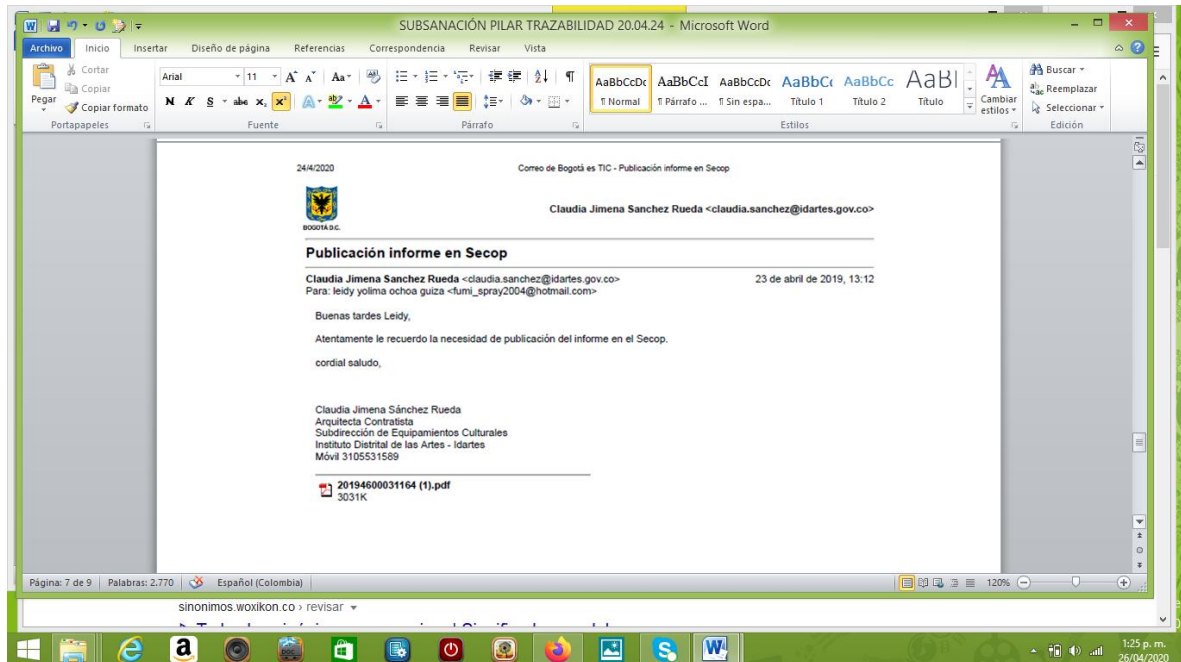 SUBSANACIÓN PILAR TRAZABILIDAD 20.04.24 - Microsoft Word
Archivo Inicio Insertar Diseño de página Referencias Correspondencia Revisar Vista
Pegar
Cortar
Copiar
Copiar formato
Portapapeles
Arial 11
Fuente
Párrafo
AaBbCcDc AaBbCcI AaBbCcDc AaBbCc AaBbCc AaBl
¶ Normal ¶ Párrafo ... ¶ Sin espa... Título 1 Título 2 Título
Cambiar estilos
Estilos
Buscar
Reemplazar
Seleccionar
Edición
24/4/2020 Correo de Bogotá es TIC - Publicación informe en Secop
BOGOTÁ D.C.
Claudia Jimena Sanchez Rueda <claudia.sanchez@idartes.gov.co>
Publicación informe en Secop
Claudia Jimena Sanchez Rueda <claudia.sanchez@idartes.gov.co> 23 de abril de 2019, 13:12
Para: leidy yolima ochoa guiza <fumi_spray2004@hotmail.com>
Buenas tardes Leidy,
Atentamente le recuerdo la necesidad de publicación del informe en el Secop.
cordial saludo,
Claudia Jimena Sánchez Rueda
Arquitecta Contratista
Subdirección de Equipamientos Culturales
Instituto Distrital de las Artes - Idartes
Móvil 3105531589
20194600031164 (1).pdf
3031K
Página: 7 de 9 Palabras: 2.770 Español (Colombia) 120%
sinonimos.woxikon.co › revisar
1:25 p. m.
26/04/2020